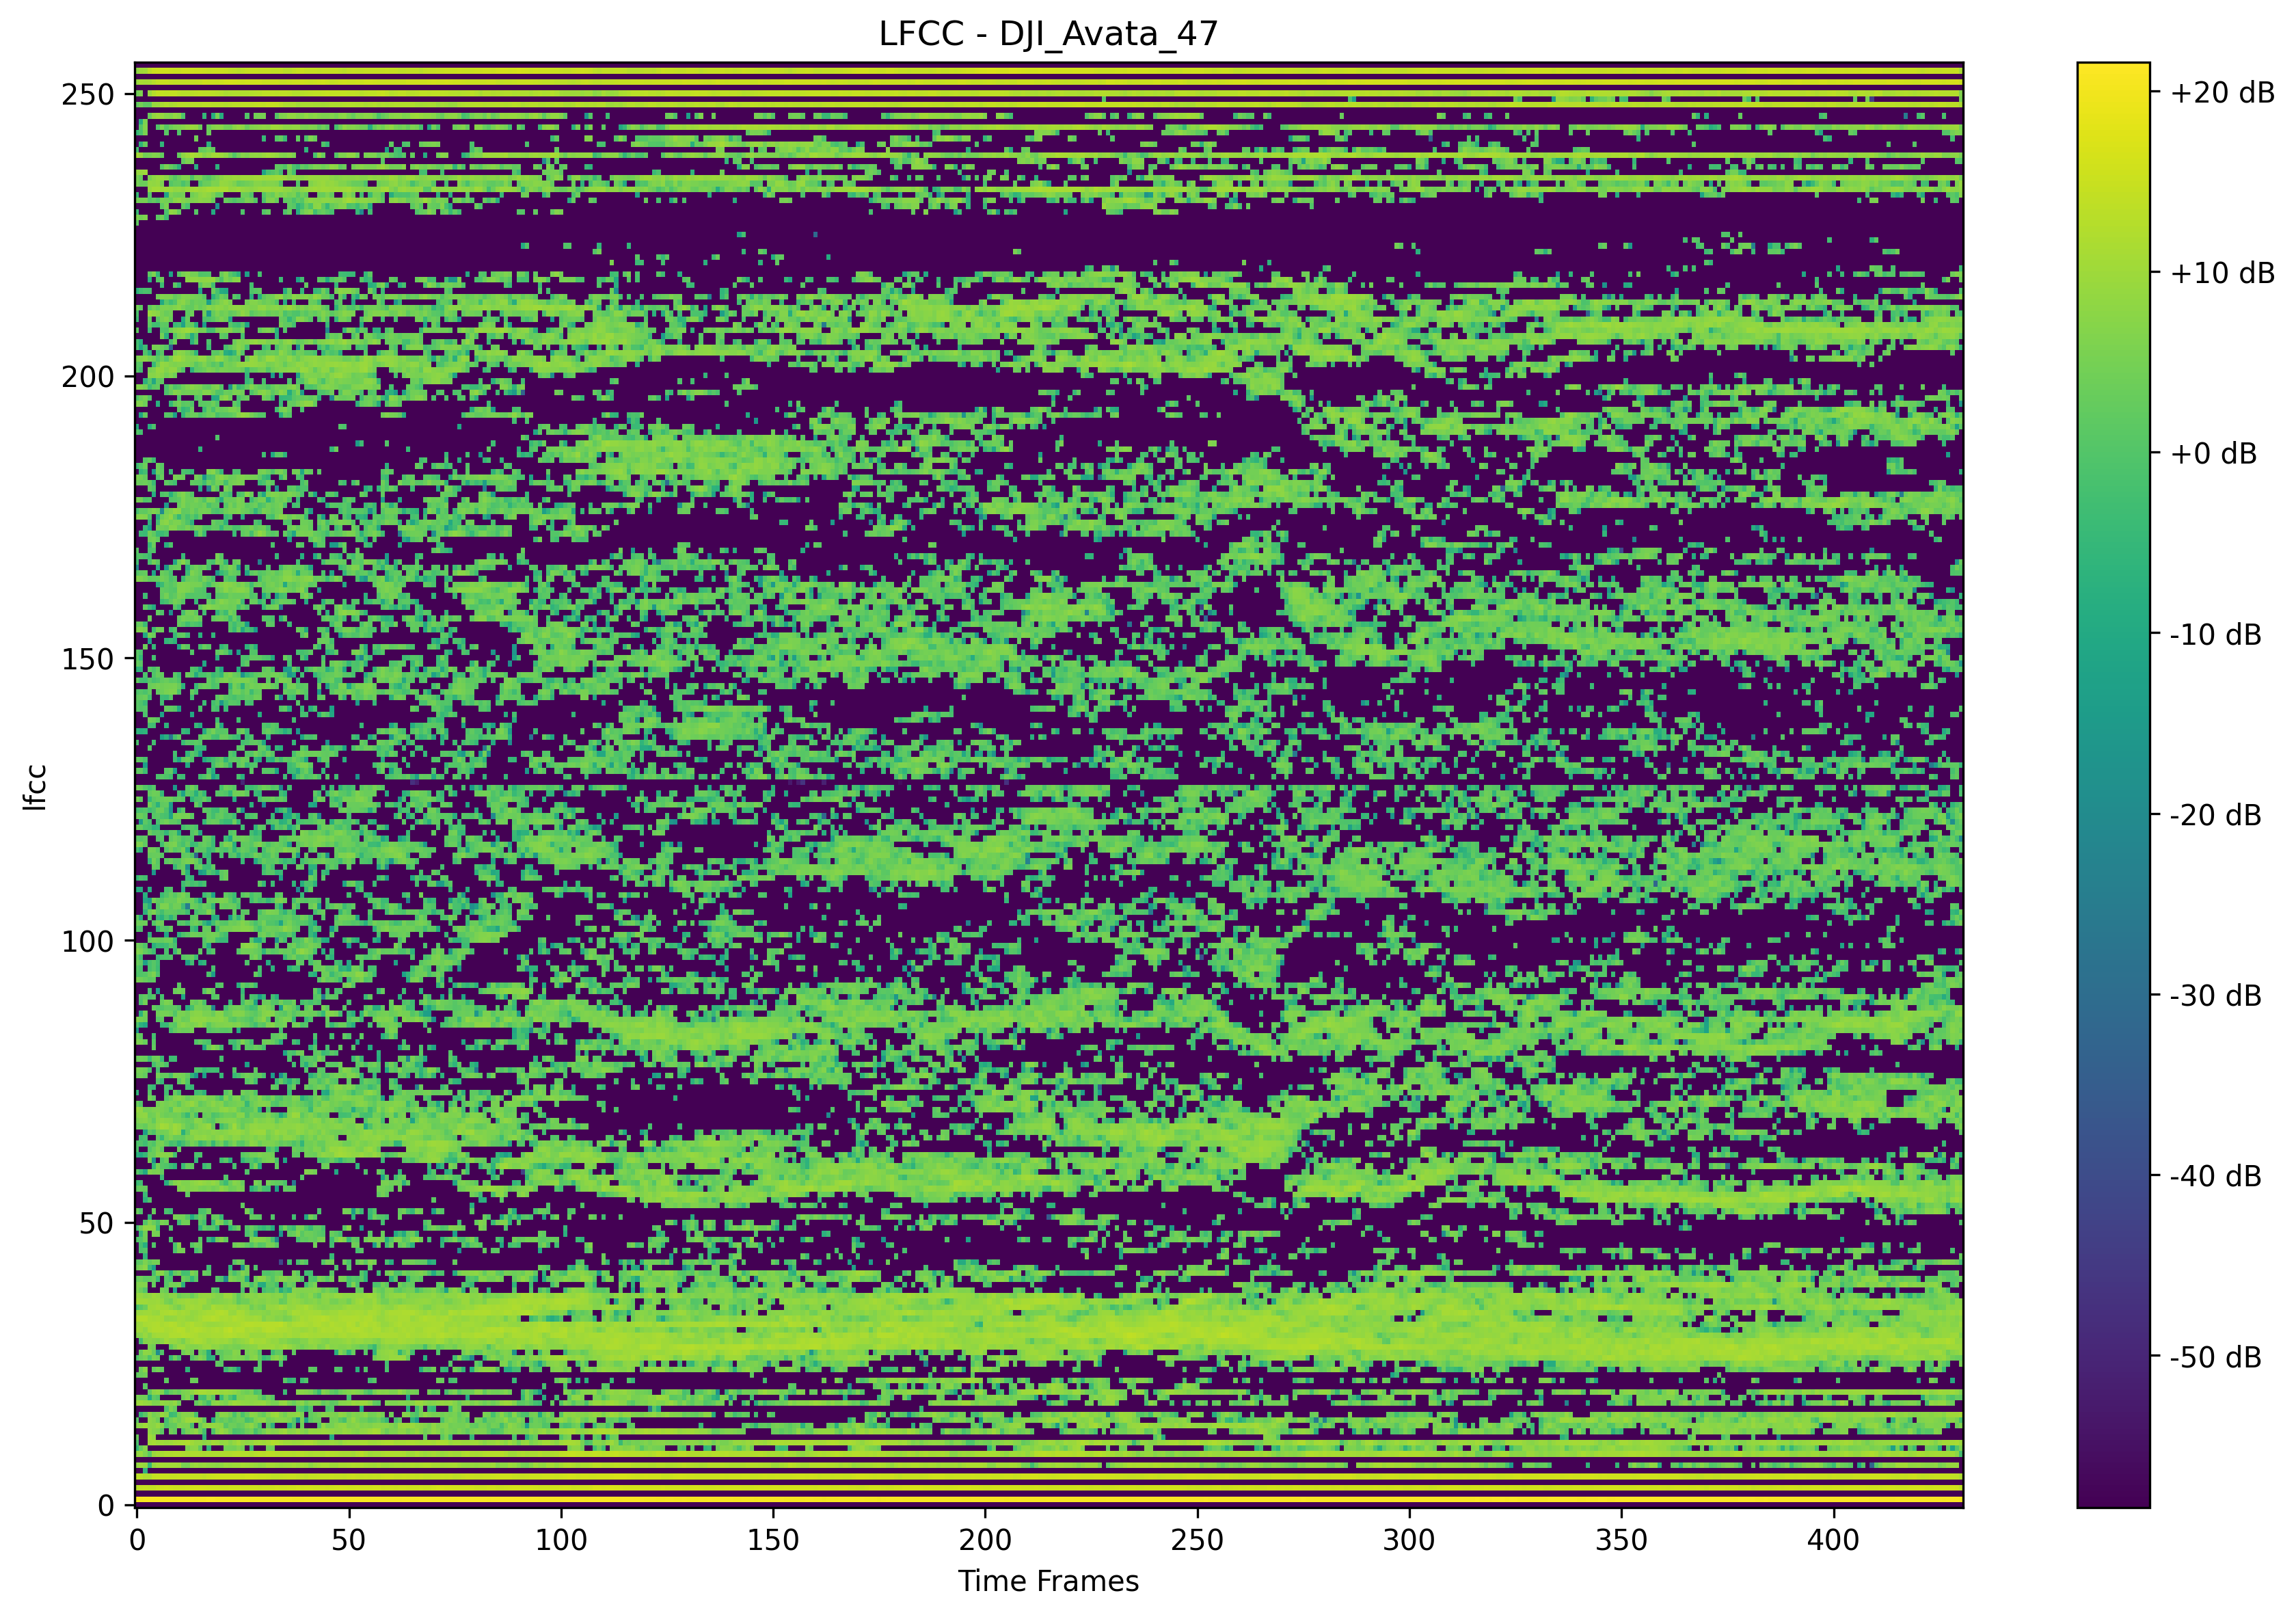 LFCC - DJI_Avata_47
250
200
150
100
50
0
lfcc
0 50 100 150 200 250 300 350 400
Time Frames
+20 dB
+10 dB
+0 dB
-10 dB
-20 dB
-30 dB
-40 dB
-50 dB